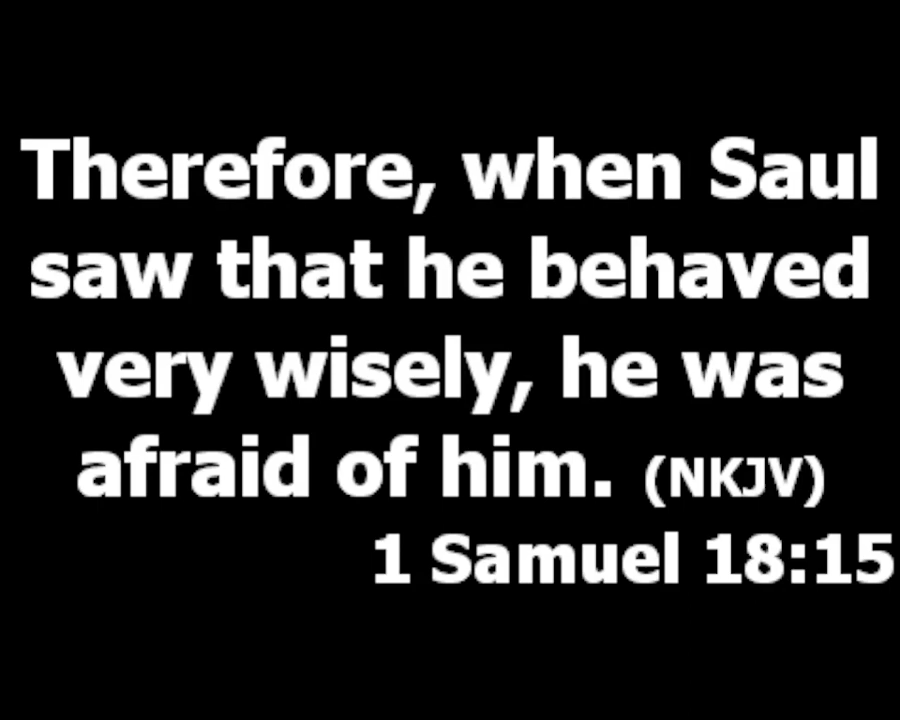 Therefore, when Saul
saw that he behaved
very wisely, he was
afraid of him. (NKJV)
1 Samuel 18:15